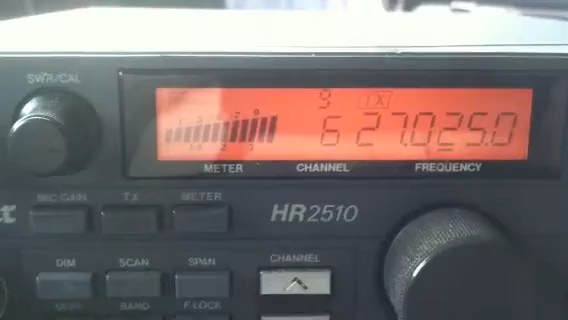 SWR/CAL
9 TX
6 27.025.0
METER CHANNEL FREQUENCY
MIC GAIN TX METER
HR2510
DIM SCAN SPAN CHANNEL
BAND F.LOCK